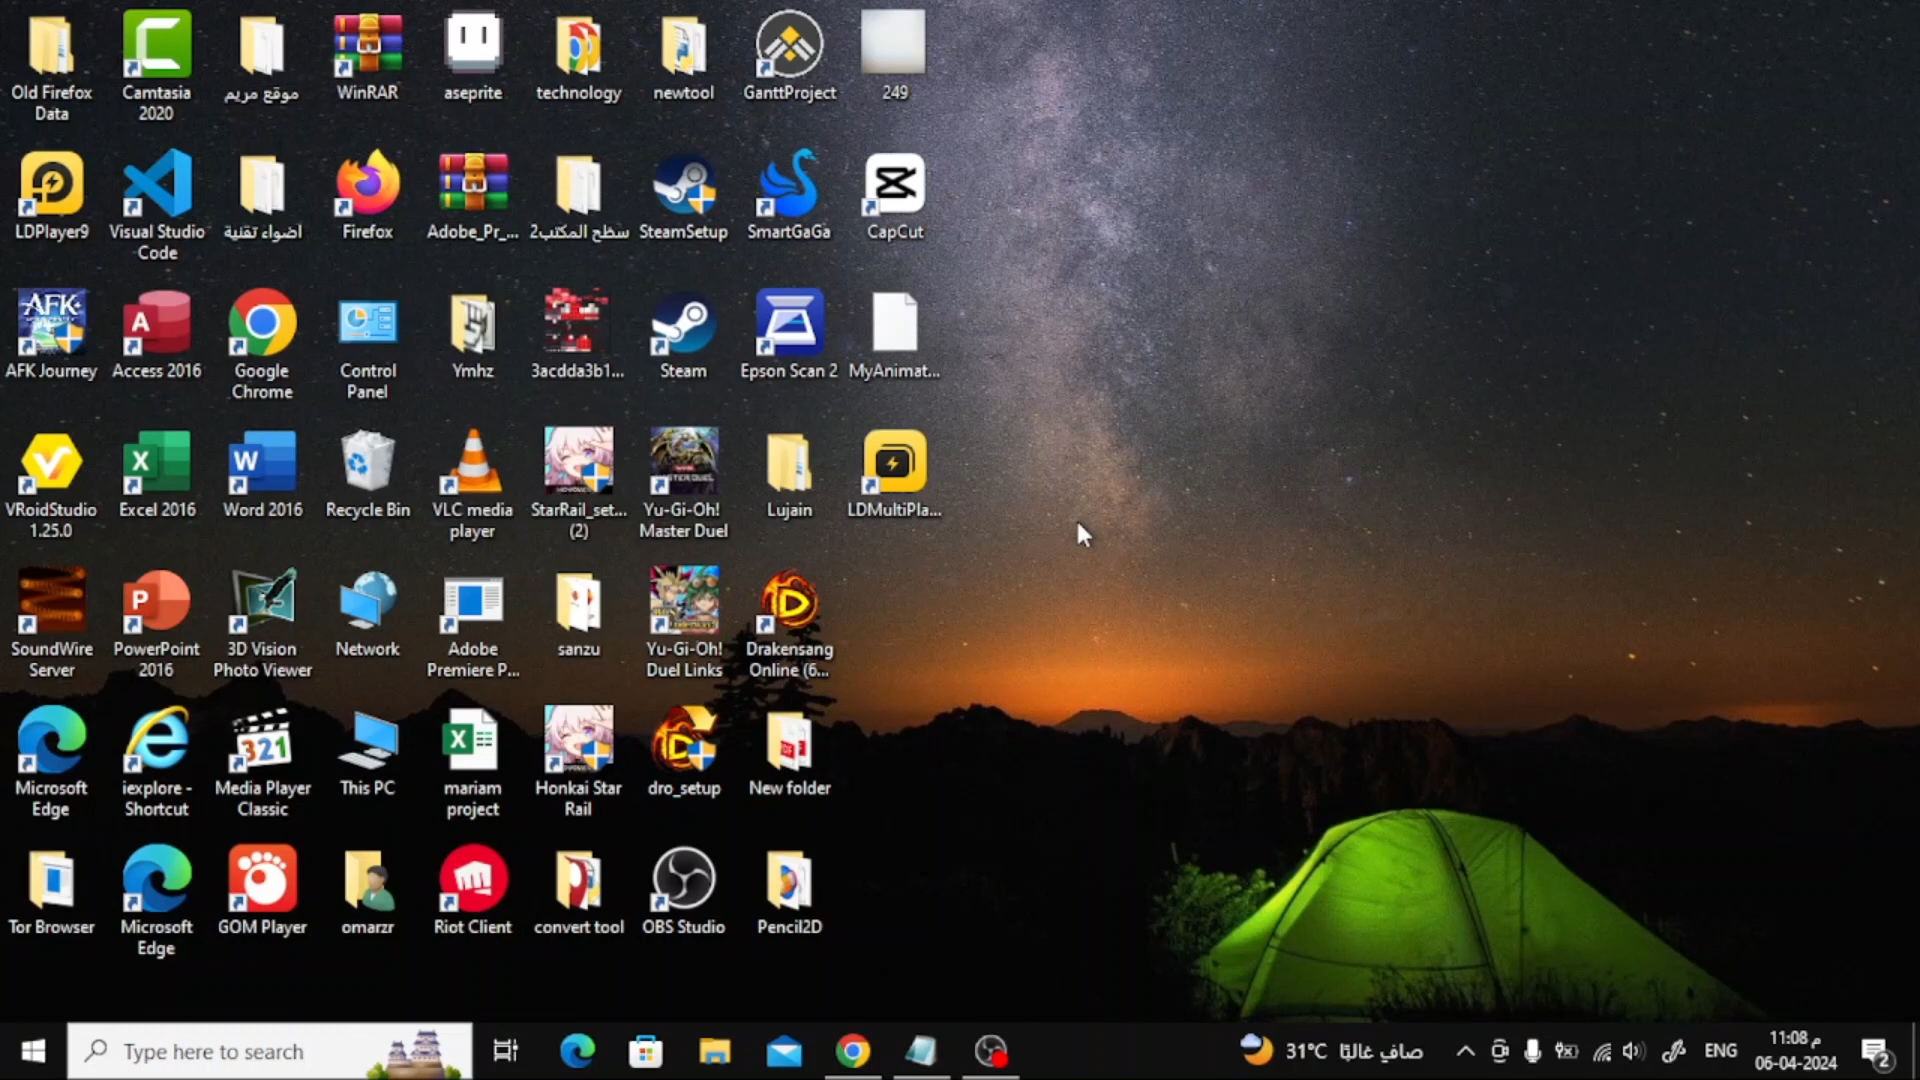 Old Firefox
Data
Camtasia
2020
موقع مريم
WinRAR
aseprite
technology
newtool
GanttProject
249
LDPlayer9
Visual Studio
Code
اضواء تقنية
Firefox
Adobe_Pr_...
سطح المكتب2
SteamSetup
SmartGaGa
CapCut
AFK Journey
Access 2016
Google
Chrome
Control
Panel
Ymhz
3acdda3b1...
Steam
Epson Scan 2
MyAnimat...
VRoidStudio
1.25.0
Excel 2016
Word 2016
Recycle Bin
VLC media
player
StarRail_set...
(2)
Yu-Gi-Oh!
Master Duel
Lujain
LDMultiPla...
SoundWire
Server
PowerPoint
2016
3D Vision
Photo Viewer
Network
Adobe
Premiere P...
sanzu
Yu-Gi-Oh!
Duel Links
Drakensang
Online (6...
Microsoft
Edge
iexplore -
Shortcut
Media Player
Classic
This PC
mariam
project
Honkai Star
Rail
dro_setup
New folder
Tor Browser
Microsoft
Edge
GOM Player
omarzr
Riot Client
convert tool
OBS Studio
Pencil2D
Type here to search
31°C صافٍ غالبًا
ENG
11:08 م
06-04-2024
2